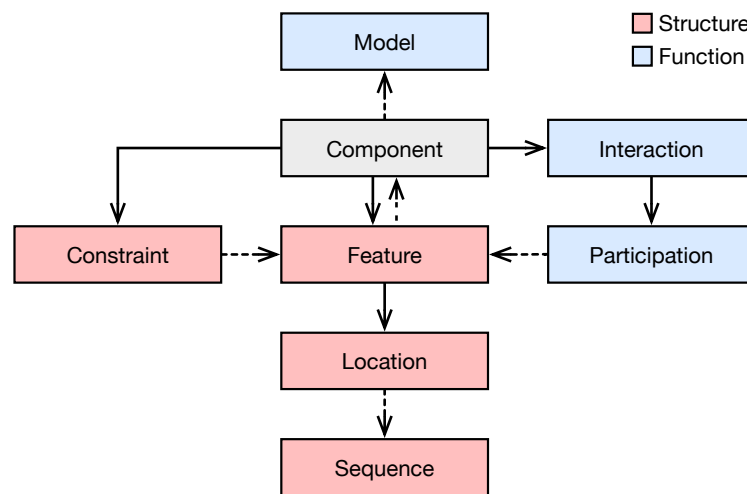 Model
Structure
Function
Component
Interaction
Constraint
Feature
Participation
Location
Sequence